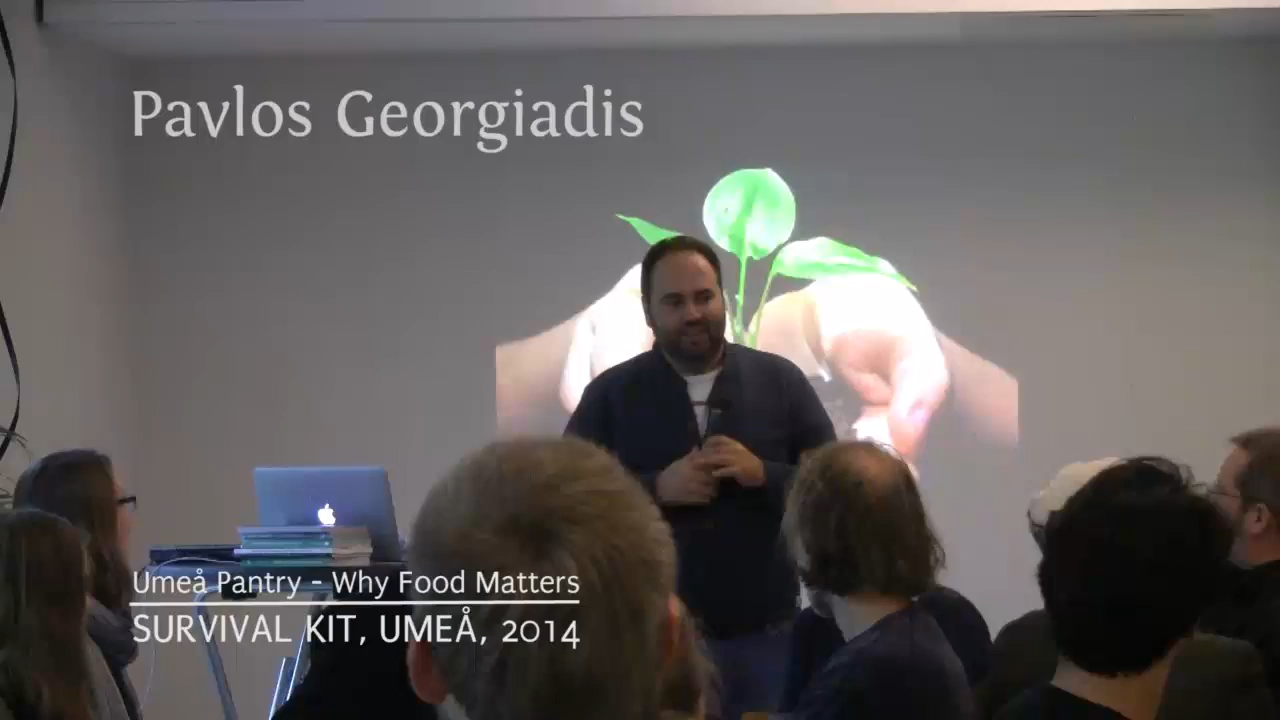 Pavlos Georgiadis
Umeå Pantry - Why Food Matters
SURVIVAL KIT, UMEÅ, 2014